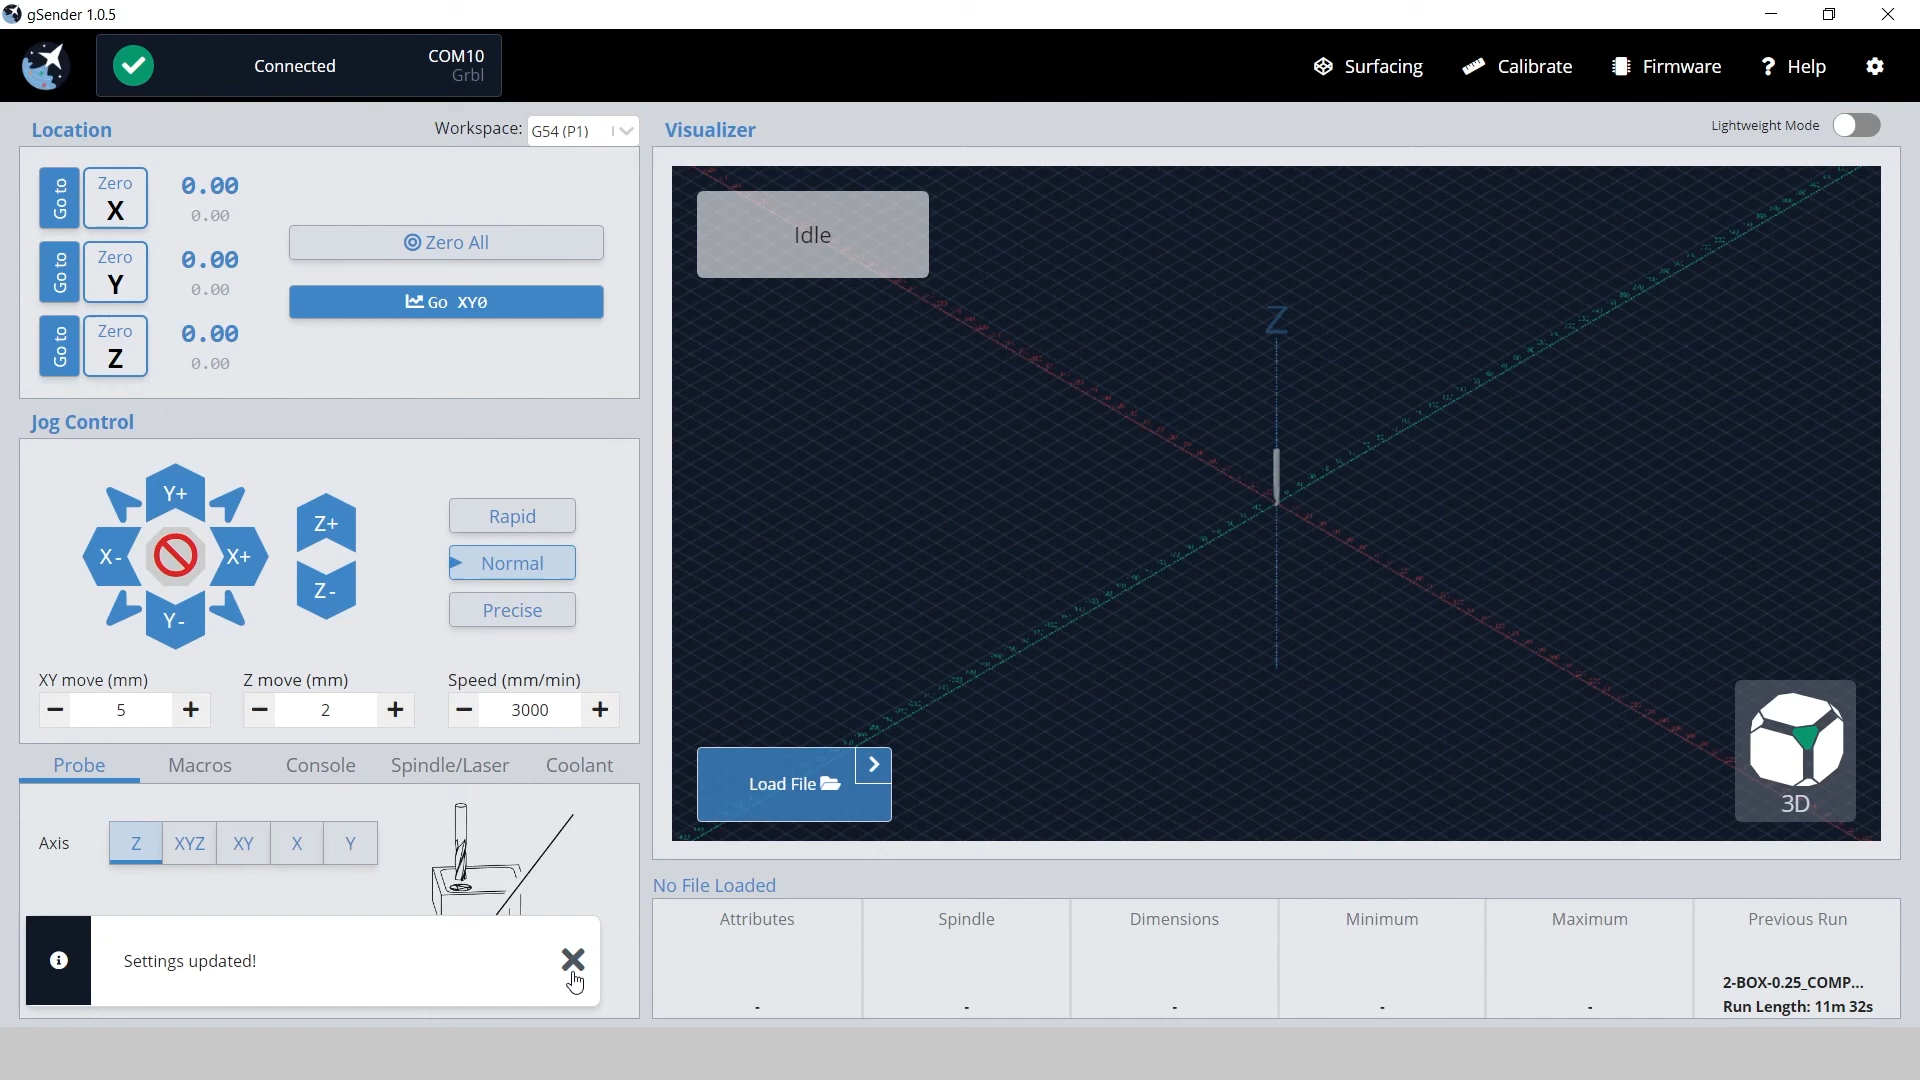 gSender 1.0.5
Connected
COM10
Grbl
Surfacing
Calibrate
Firmware
? Help
Location
Workspace: G54 (P1)
Go to
Zero
X
0.00
0.00
Go to
Zero
Y
0.00
0.00
Go to
Zero
Z
0.00
0.00
Zero All
Go XY0
Jog Control
Y+
X-
X+
Y-
Z+
Z-
Rapid
Normal
Precise
XY move (mm)
− 5 +
Z move (mm)
− 2 +
Speed (mm/min)
− 3000 +
Probe
Macros
Console
Spindle/Laser
Coolant
Axis
Z
XYZ
XY
X
Y
Settings updated!
Visualizer
Lightweight Mode
Idle
Z
Load File
3D
No File Loaded
Attributes
-
Spindle
-
Dimensions
-
Minimum
-
Maximum
-
Previous Run
2-BOX-0.25_COMP...
Run Length: 11m 32s